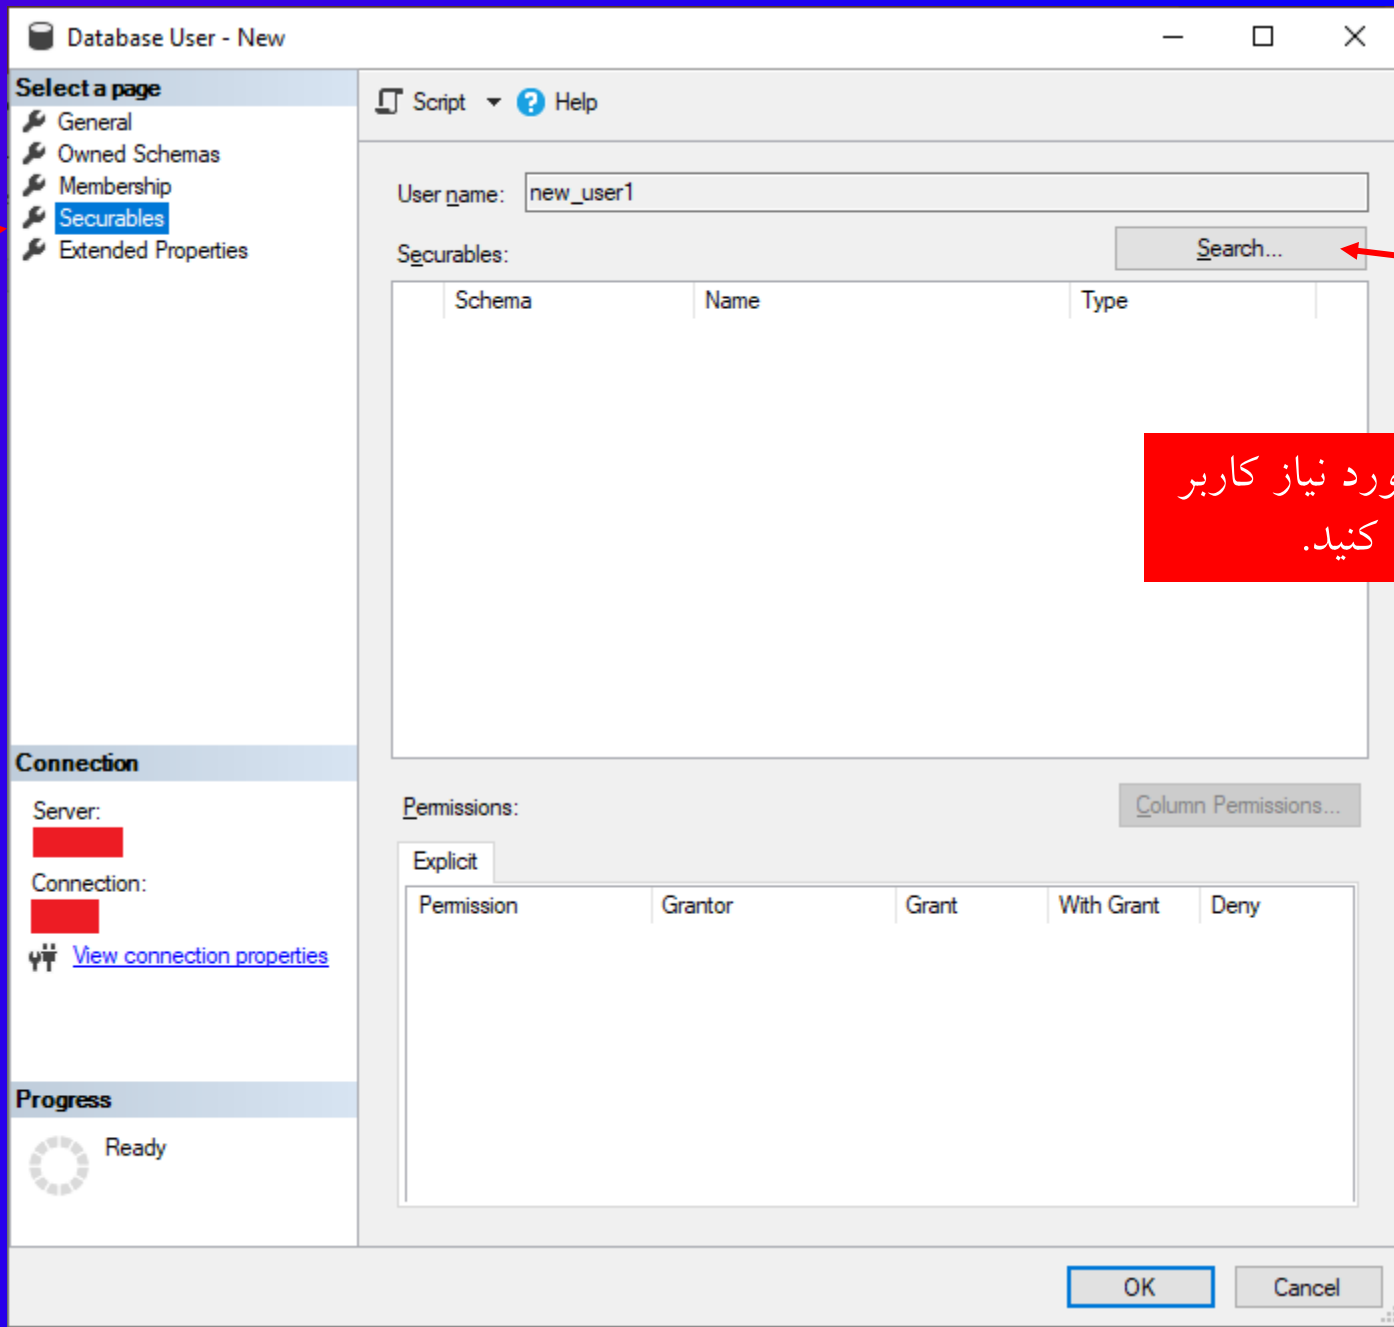 Database User - New
Select a page
General
Owned Schemas
Membership
Securables
Extended Properties
Script
Help
User name:
new_user1
Securables:
Search...
Schema Name Type
نیاز کاربر
کنید.
Permissions:
Column Permissions...
Explicit
Permission Grantor Grant With Grant Deny
Connection
Server:
Connection:
View connection properties
Progress
Ready
OK
Cancel